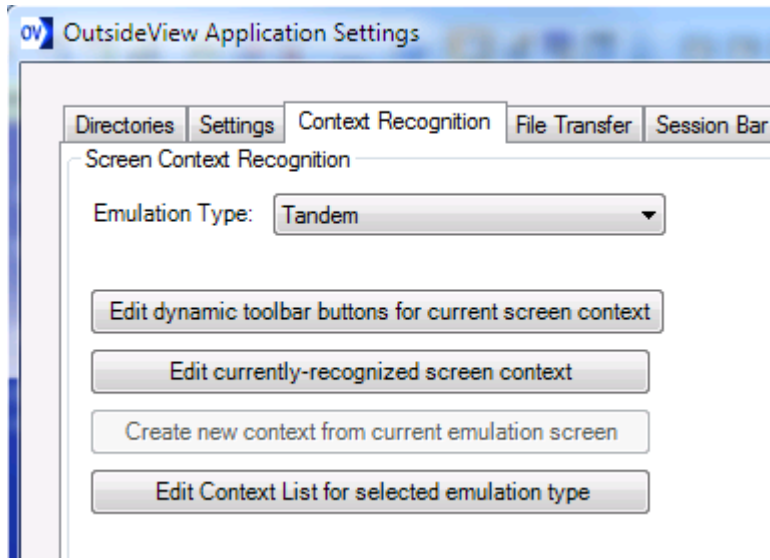 OV OutsideView Application Settings
Directories Settings Context Recognition File Transfer Session Bar
Screen Context Recognition
Emulation Type: Tandem
Edit dynamic toolbar buttons for current screen context
Edit currently-recognized screen context
Create new context from current emulation screen
Edit Context List for selected emulation type